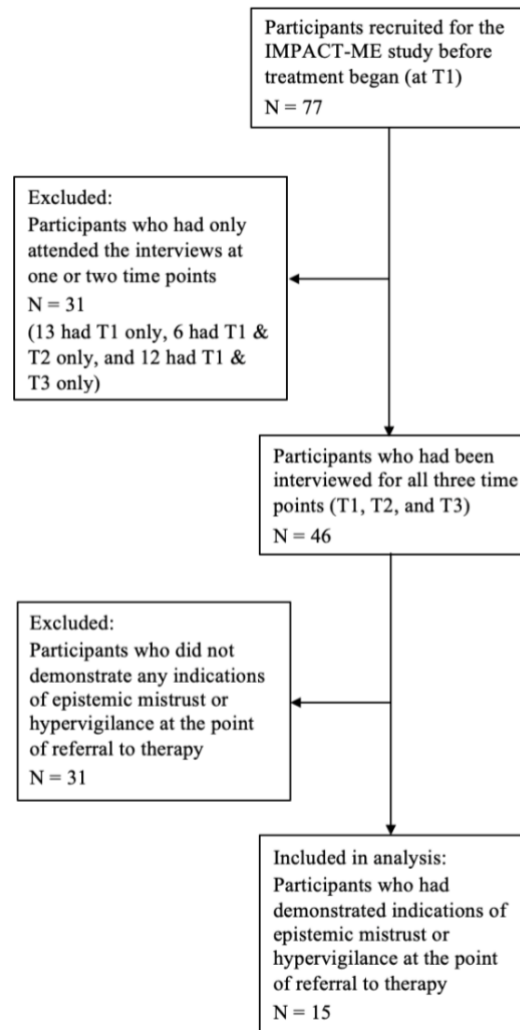 Participants recruited for the
IMPACT-ME study before
treatment began (at T1)
N = 77
Excluded:
Participants who had only
attended the interviews at
one or two time points
N = 31
(13 had T1 only, 6 had T1 &
T2 only, and 12 had T1 &
T3 only)
Participants who had been
interviewed for all three time
points (T1, T2, and T3)
N = 46
Excluded:
Participants who did not
demonstrate any indications
of epistemic mistrust or
hypervigilance at the point
of referral to therapy
N = 31
Included in analysis:
Participants who had
demonstrated indications of
epistemic mistrust or
hypervigilance at the point
of referral to therapy
N = 15